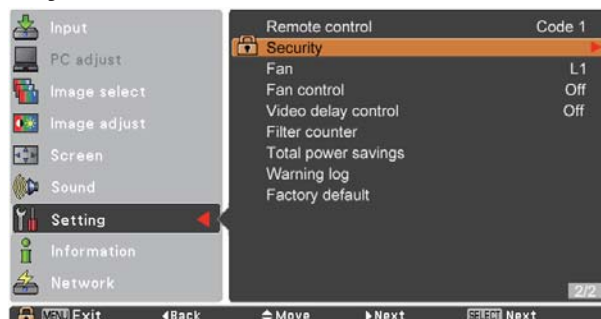 Input
PC adjust
Image select
Image adjust
Screen
Sound
Setting
Information
Network
Remote control Code 1
Security
Fan L1
Fan control Off
Video delay control Off
Filter counter
Total power savings
Warning log
Factory default
2/2
MENU Exit Back Move Next SELECT Next